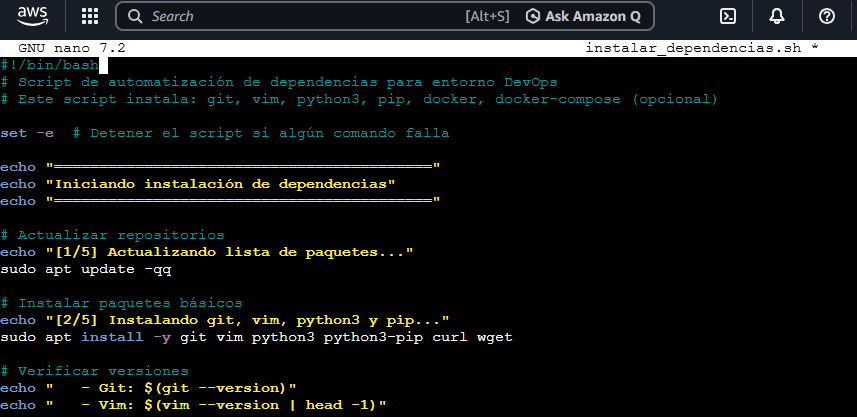 aws
Search [Alt+S] Ask Amazon Q
GNU nano 7.2 instalar_dependencias.sh *
#!/bin/bash
# Script de automatización de dependencias para entorno DevOps
# Este script instala: git, vim, python3, pip, docker, docker-compose (opcional)
set -e  # Detener el script si algún comando falla
echo "=========================================="
echo "Iniciando instalación de dependencias"
echo "=========================================="
# Actualizar repositorios
echo "[1/5] Actualizando lista de paquetes..."
sudo apt update -qq
# Instalar paquetes básicos
echo "[2/5] Instalando git, vim, python3 y pip..."
sudo apt install -y git vim python3 python3-pip curl wget
# Verificar versiones
echo "   - Git: $(git --version)"
echo "   - Vim: $(vim --version | head -1)"